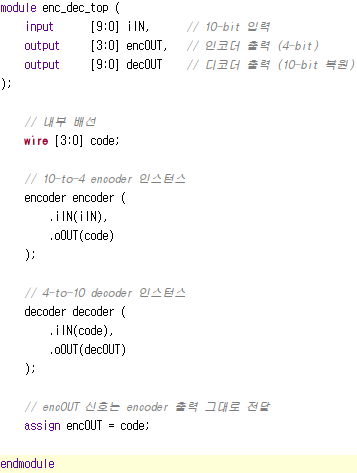 module enc_dec_top (
    input     [9:0] iIN,     // 10-bit 입력
    output    [3:0] encOUT,  // 인코더 출력 (4-bit)
    output    [9:0] decOUT   // 디코더 출력 (10-bit 복원)
);
    // 내부 배선
    wire [3:0] code;
    // 10-to-4 encoder 인스턴스
    encoder encoder (
        .iIN(iIN),
        .oOUT(code)
    );
    // 4-to-10 decoder 인스턴스
    decoder decoder (
        .iIN(code),
        .oOUT(decOUT)
    );
    // encOUT 신호는 encoder 출력 그대로 전달
    assign encOUT = code;
endmodule